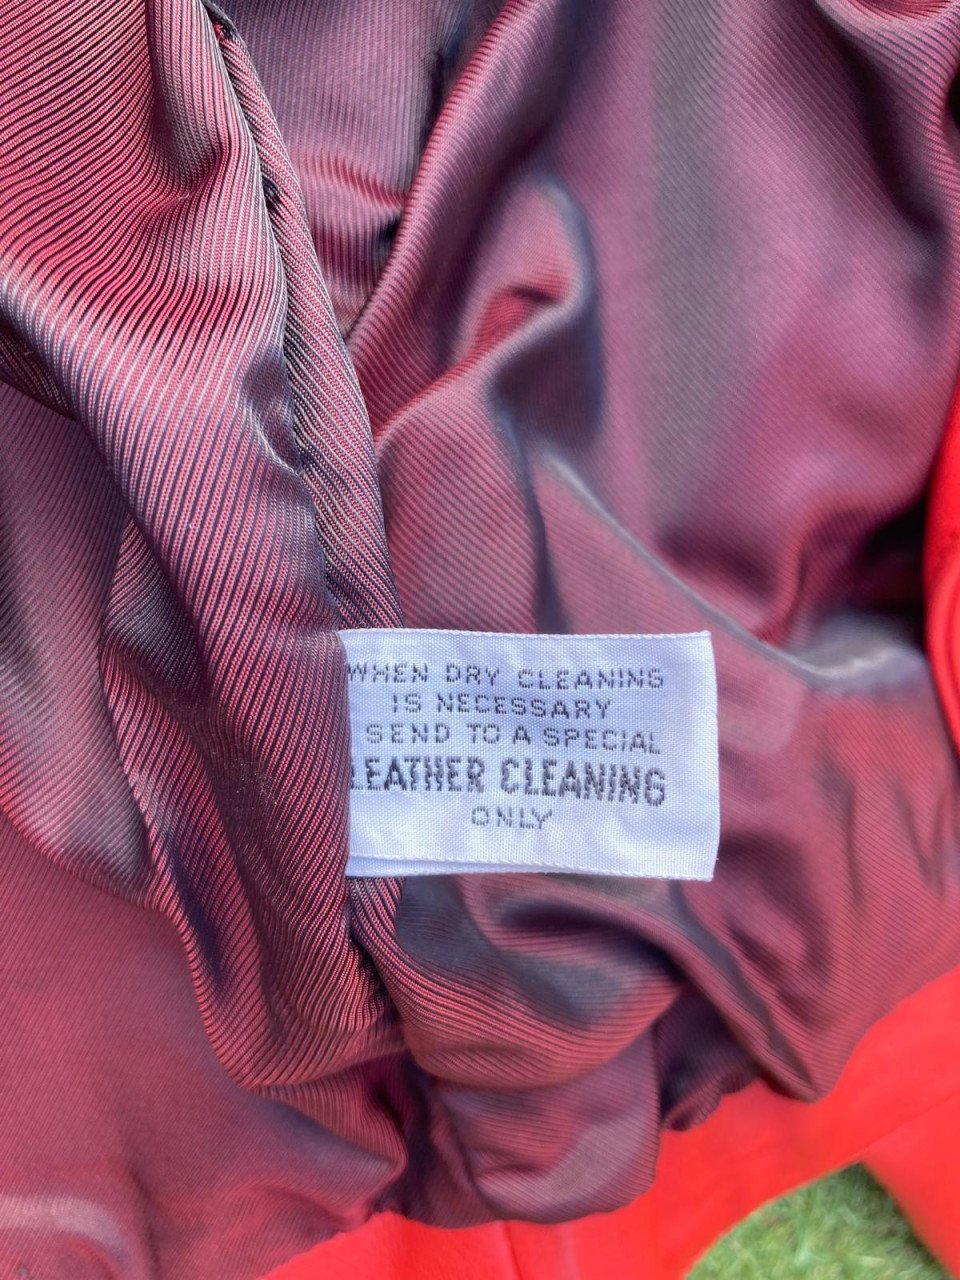 WHEN DRY CLEANING
IS NECESSARY
SEND TO A SPECIAL
LEATHER CLEANING
ONLY